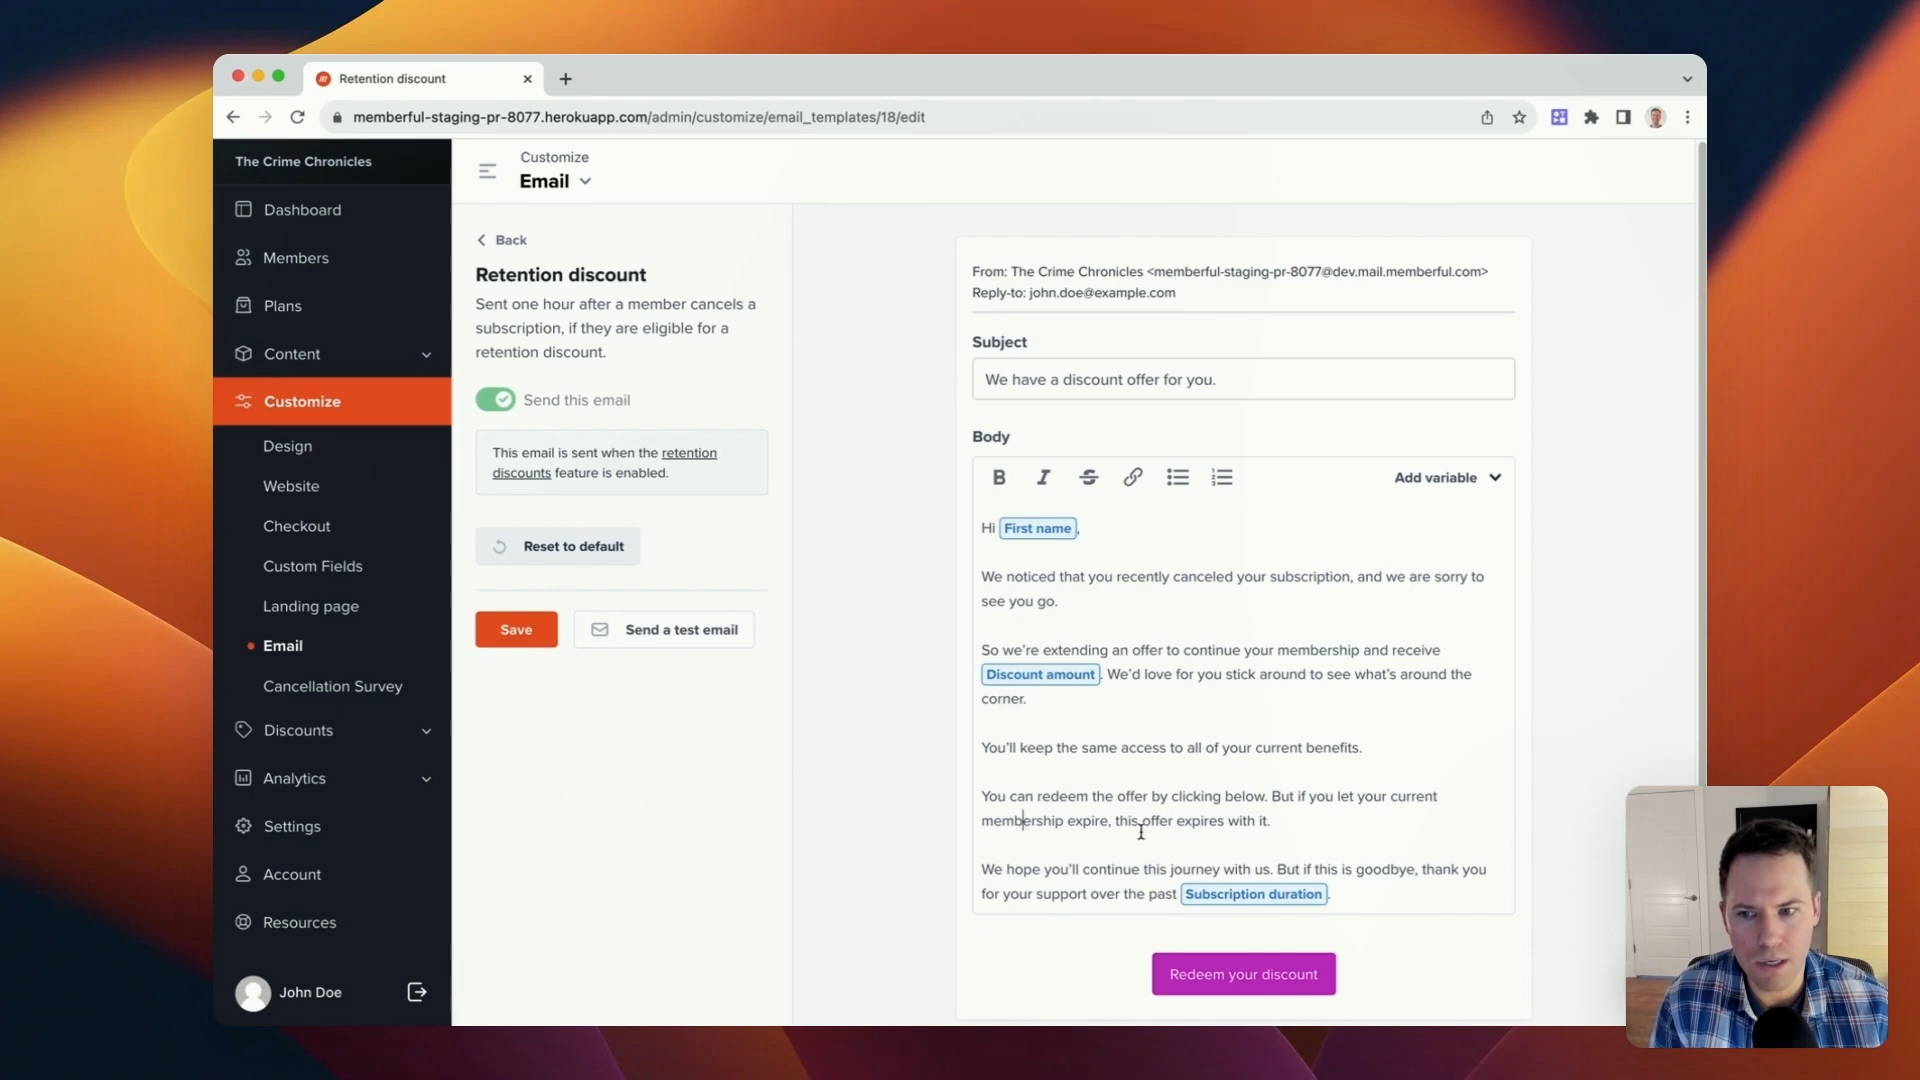 Retention discount
memberful-staging-pr-8077.herokuapp.com/admin/customize/email_templates/18/edit
The Crime Chronicles
Dashboard
Members
Plans
Content
Customize
Design
Website
Checkout
Custom Fields
Landing page
Email
Cancellation Survey
Discounts
Analytics
Settings
Account
Resources
John Doe
Customize
Email
Back
Retention discount
Sent one hour after a member cancels a
subscription, if they are eligible for a
retention discount.
Send this email
This email is sent when the retention
discounts feature is enabled.
Reset to default
Save
Send a test email
From: The Crime Chronicles <memberful-staging-pr-8077@dev.mail.memberful.com>
Reply-to: john.doe@example.com
Subject
We have a discount offer for you.
Body
Add variable
Hi First name,
We noticed that you recently canceled your subscription, and we are sorry to
see you go.
So we’re extending an offer to continue your membership and receive
Discount amount. We’d love for you stick around to see what’s around the
corner.
You’ll keep the same access to all of your current benefits.
You can redeem the offer by clicking below. But if you let your current
membership expire, this offer expires with it.
We hope you’ll continue this journey with us. But if this is goodbye, thank you
for your support over the past Subscription duration.
Redeem your discount